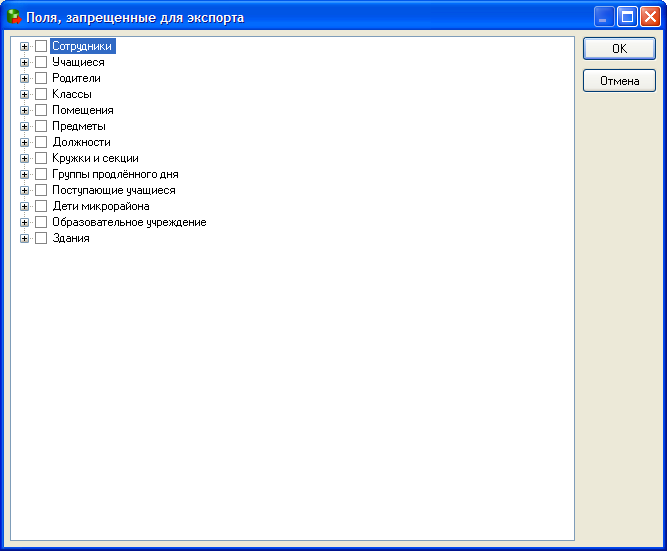 Поля, запрещенные для экспорта
Сотрудники
Учащиеся
Родители
Классы
Помещения
Предметы
Должности
Кружки и секции
Группы продлённого дня
Поступающие учащиеся
Дети микрорайона
Образовательное учреждение
Здания
OK
Отмена